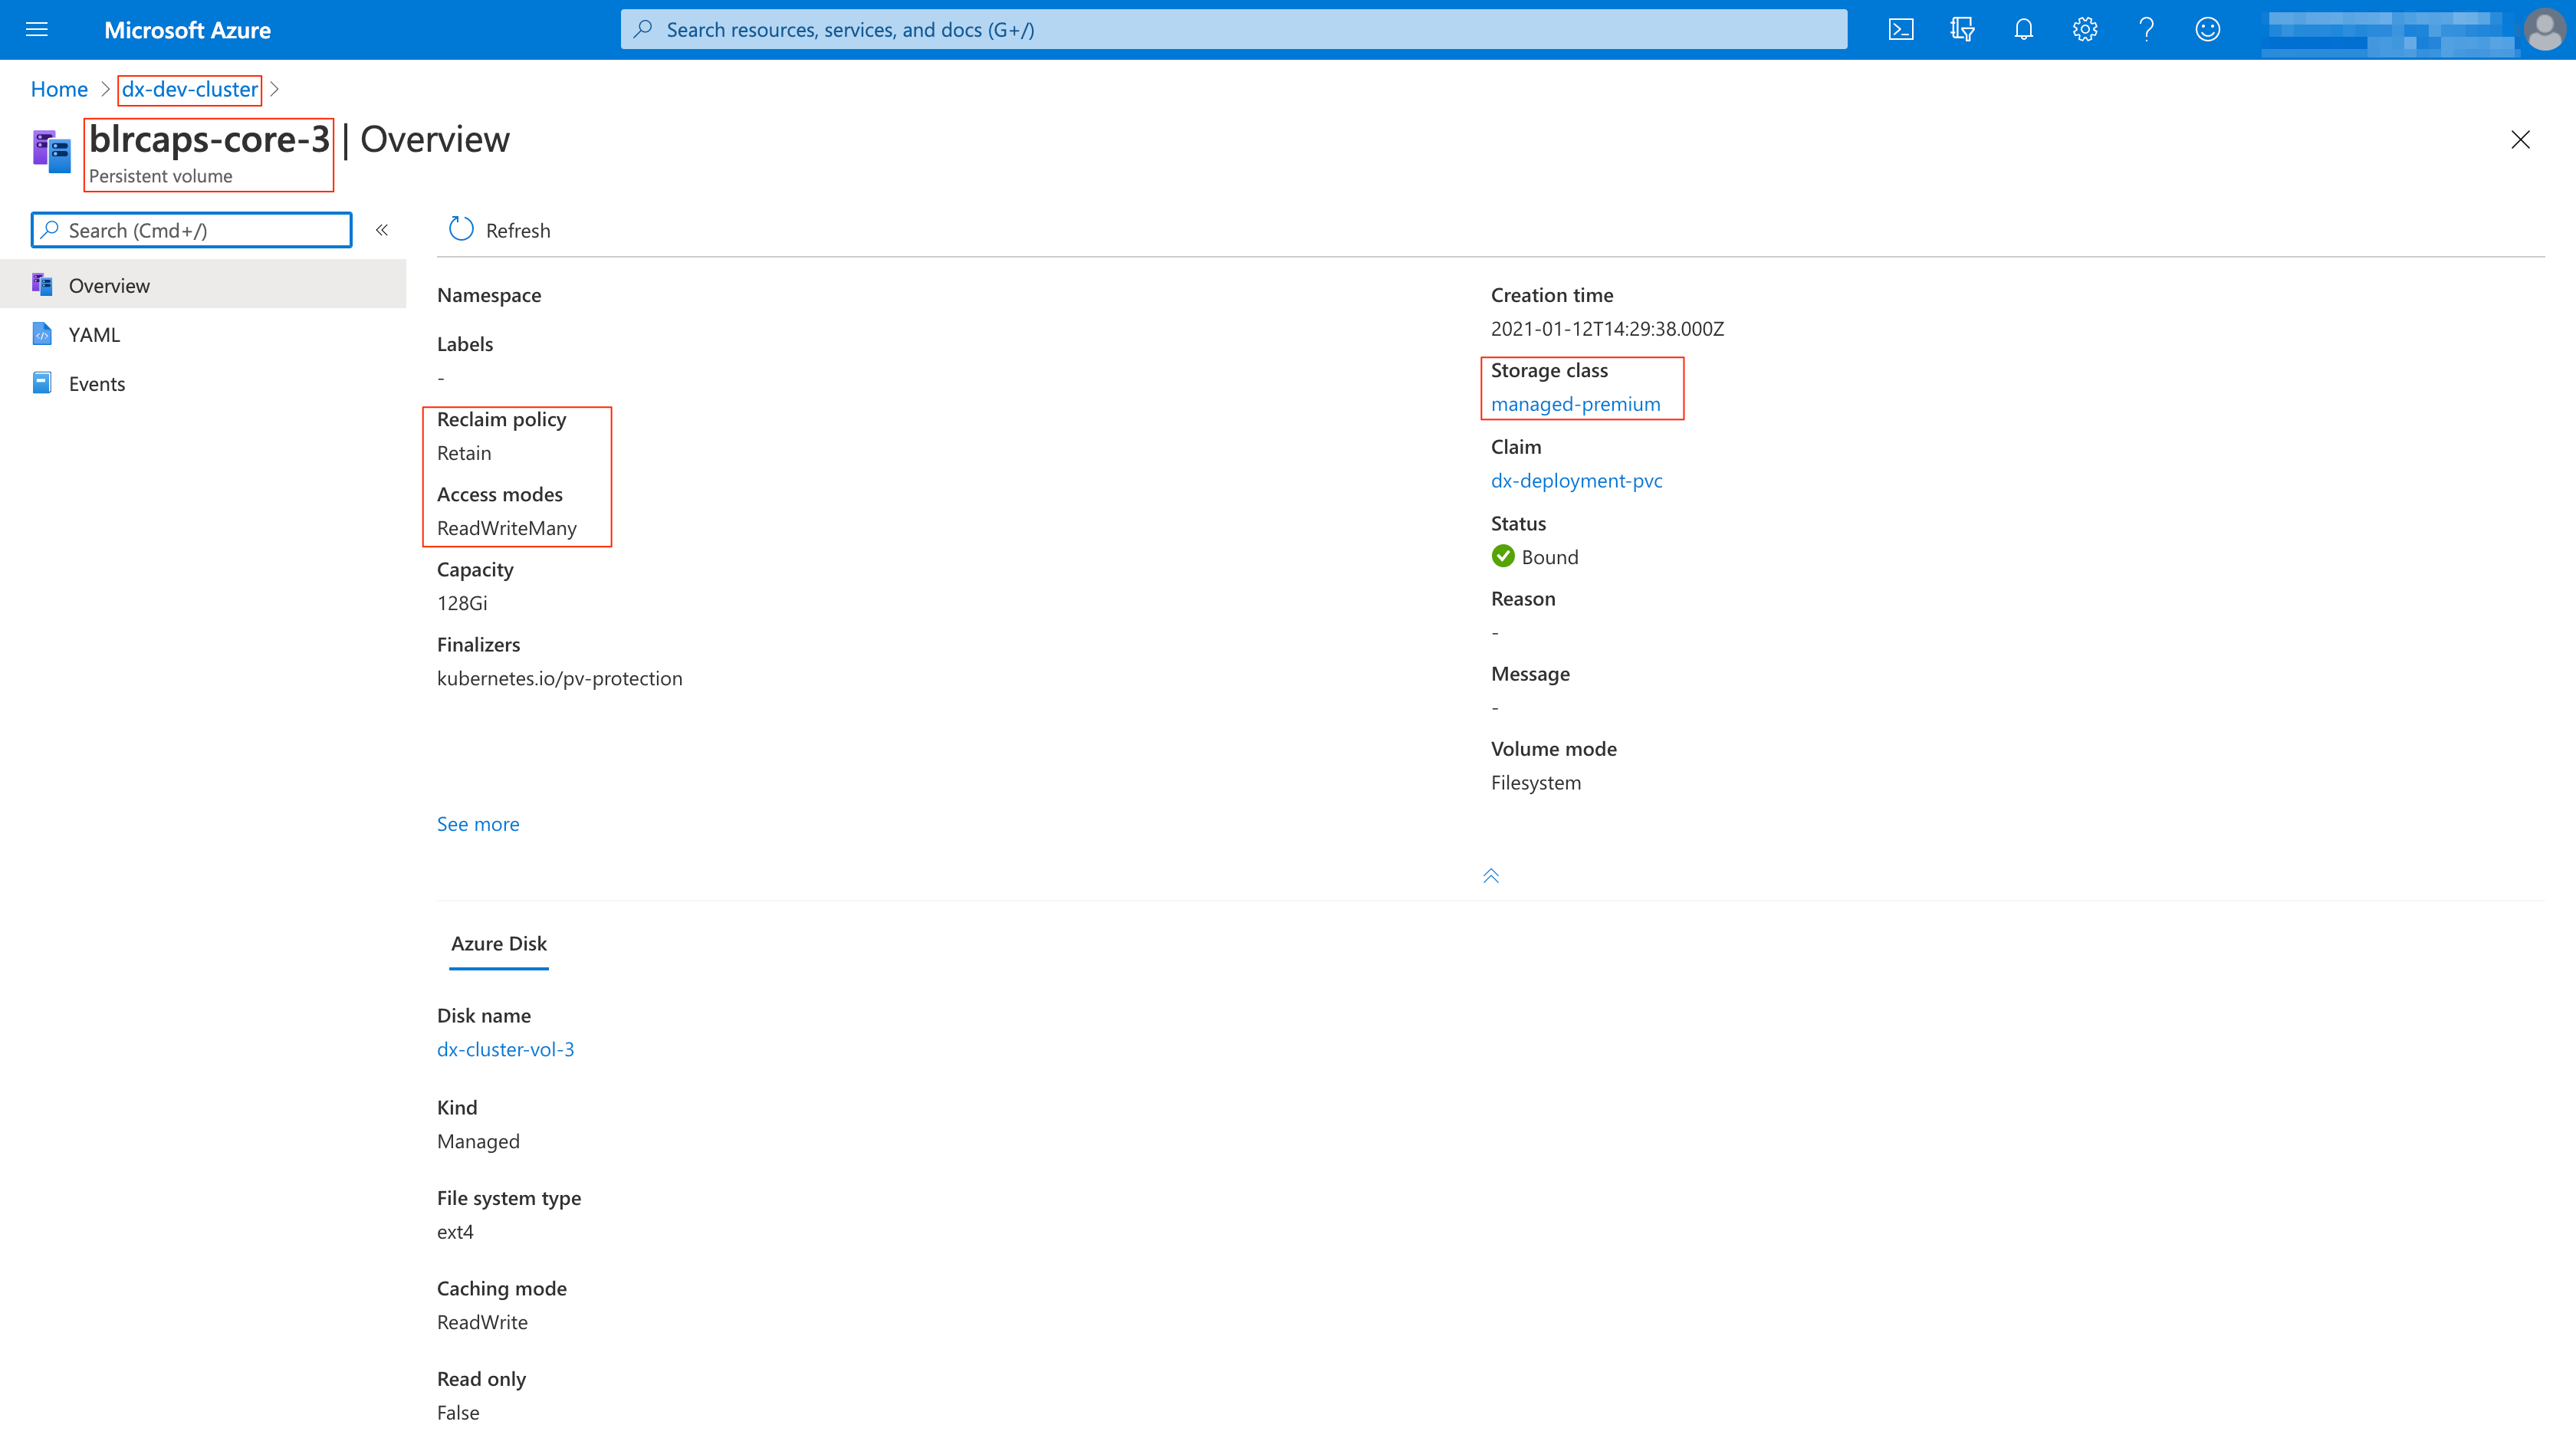 Microsoft Azure
Search resources, services, and docs (G+/)
Home > dx-dev-cluster >
blrcaps-core-3 | Overview
Persistent volume
Search (Cmd+/)
Overview
YAML
Events
Refresh
Namespace
Labels
-
Reclaim policy
Retain
Access modes
ReadWriteMany
Capacity
128Gi
Finalizers
kubernetes.io/pv-protection
See more
Creation time
2021-01-12T14:29:38.000Z
Storage class
managed-premium
Claim
dx-deployment-pvc
Status
Bound
Reason
-
Message
-
Volume mode
Filesystem
Azure Disk
Disk name
dx-cluster-vol-3
Kind
Managed
File system type
ext4
Caching mode
ReadWrite
Read only
False